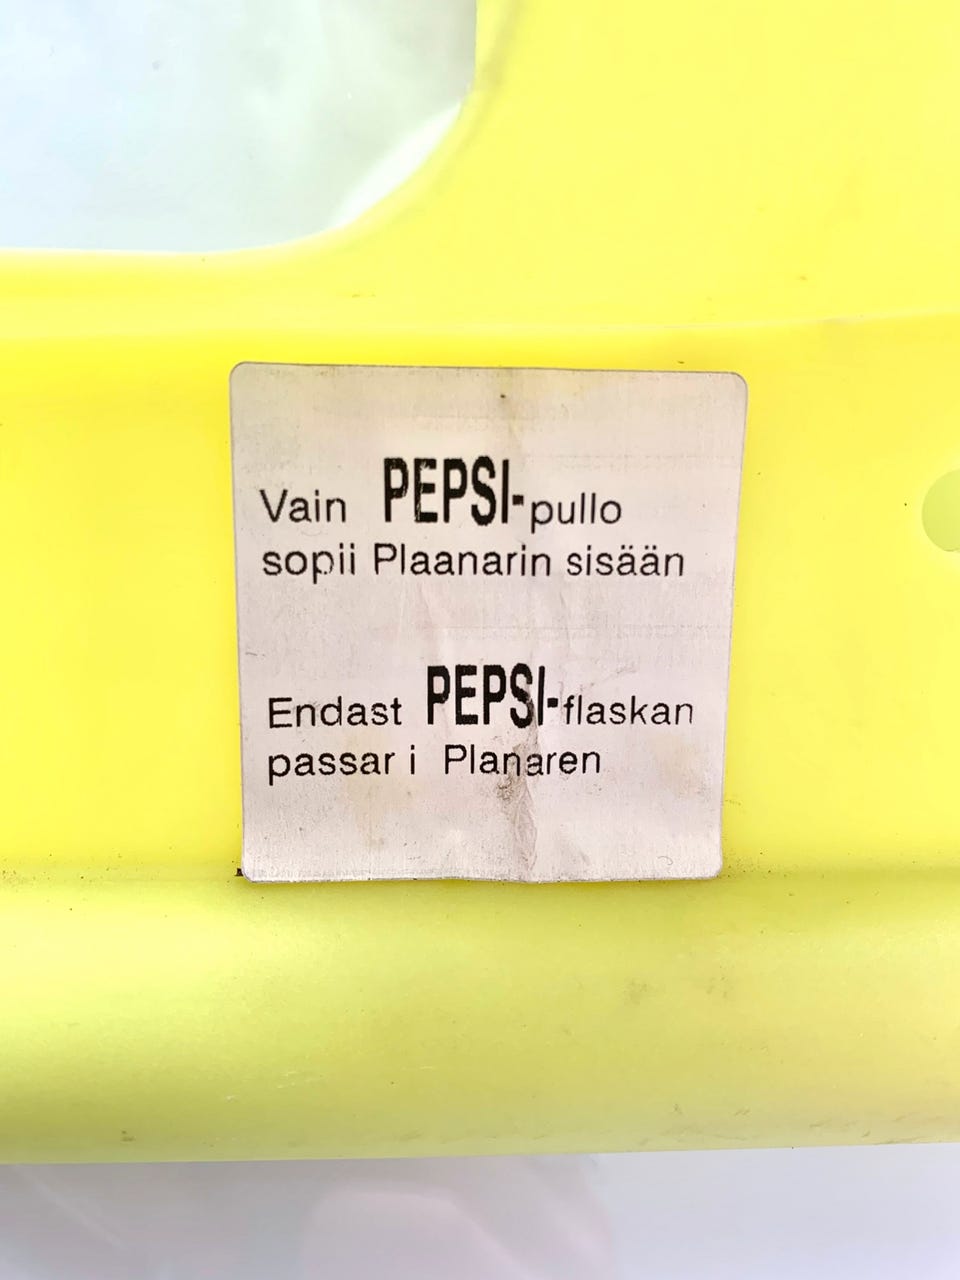 Vain PEPSI-pullo
sopii Plaanarin sisään
Endast PEPSI-flaskan
passar i Planaren